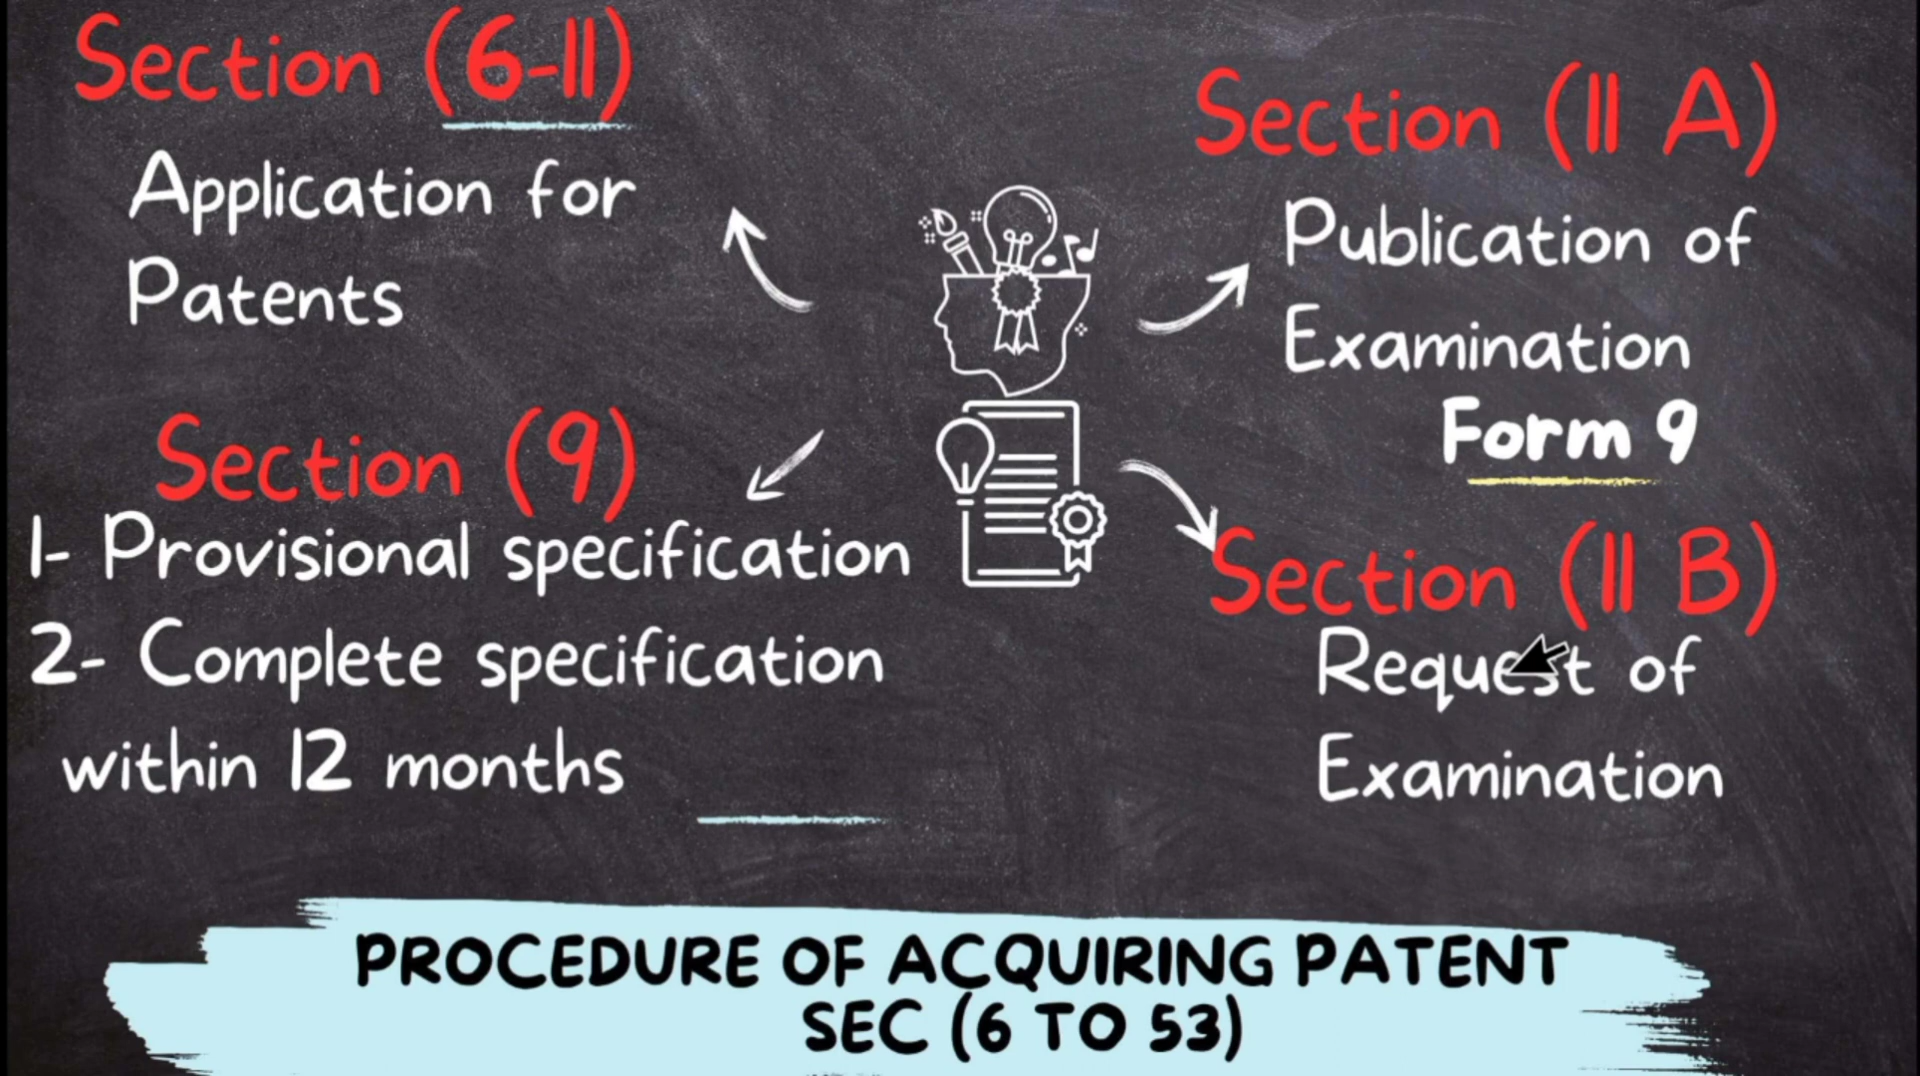 Section (6-11)
Application for
Patents
Section (9)
1- Provisional specification
2- Complete specification
within 12 months
Section (11 A)
Publication of
Examination
Form 9
Section (11 B)
Request of
Examination
PROCEDURE OF ACQUIRING PATENT
SEC (6 TO 53)